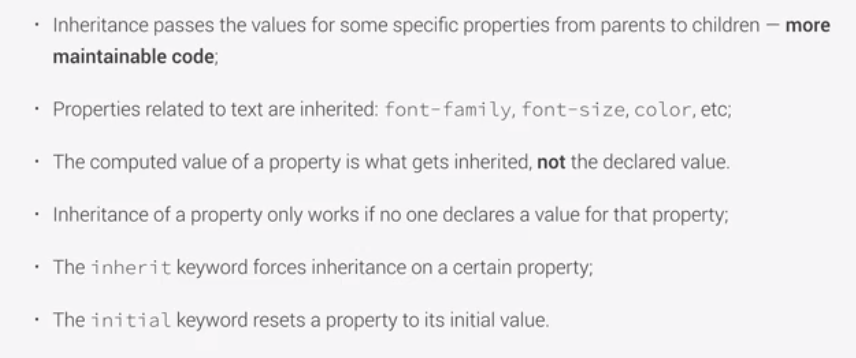 • Inheritance passes the values for some specific properties from parents to children — more
maintainable code;
• Properties related to text are inherited: font-family, font-size, color, etc;
• The computed value of a property is what gets inherited, not the declared value.
• Inheritance of a property only works if no one declares a value for that property;
• The inherit keyword forces inheritance on a certain property;
• The initial keyword resets a property to its initial value.